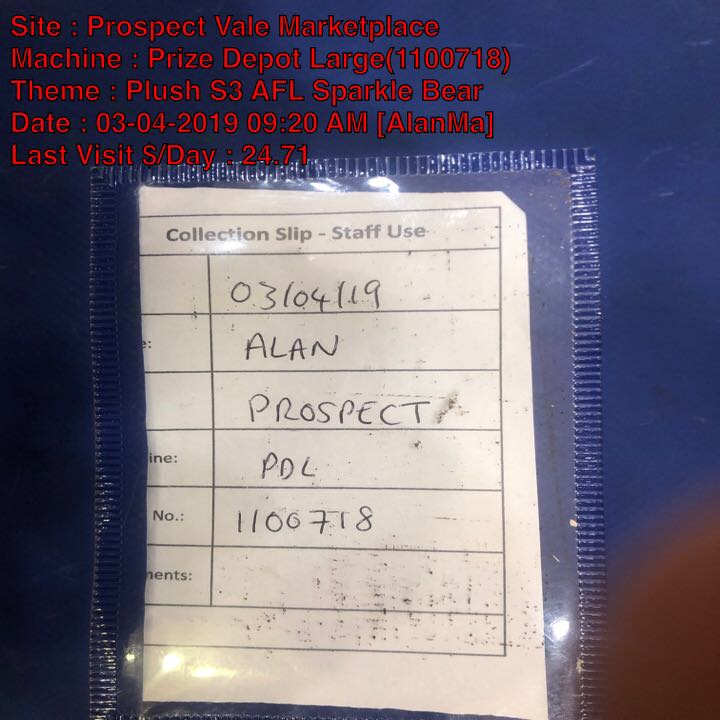 Site : Prospect Vale Marketplace
Machine : Prize Depot Large(1100718)
Theme : Plush S3 AFL Sparkle Bear
Date : 03-04-2019 09:20 AM [AlanMa]
Last Visit $/Day : 24.71
Collection Slip - Staff Use
03/04/19
e: ALAN
PROSPECT
ine: PDL
No.: 1100718
ments: